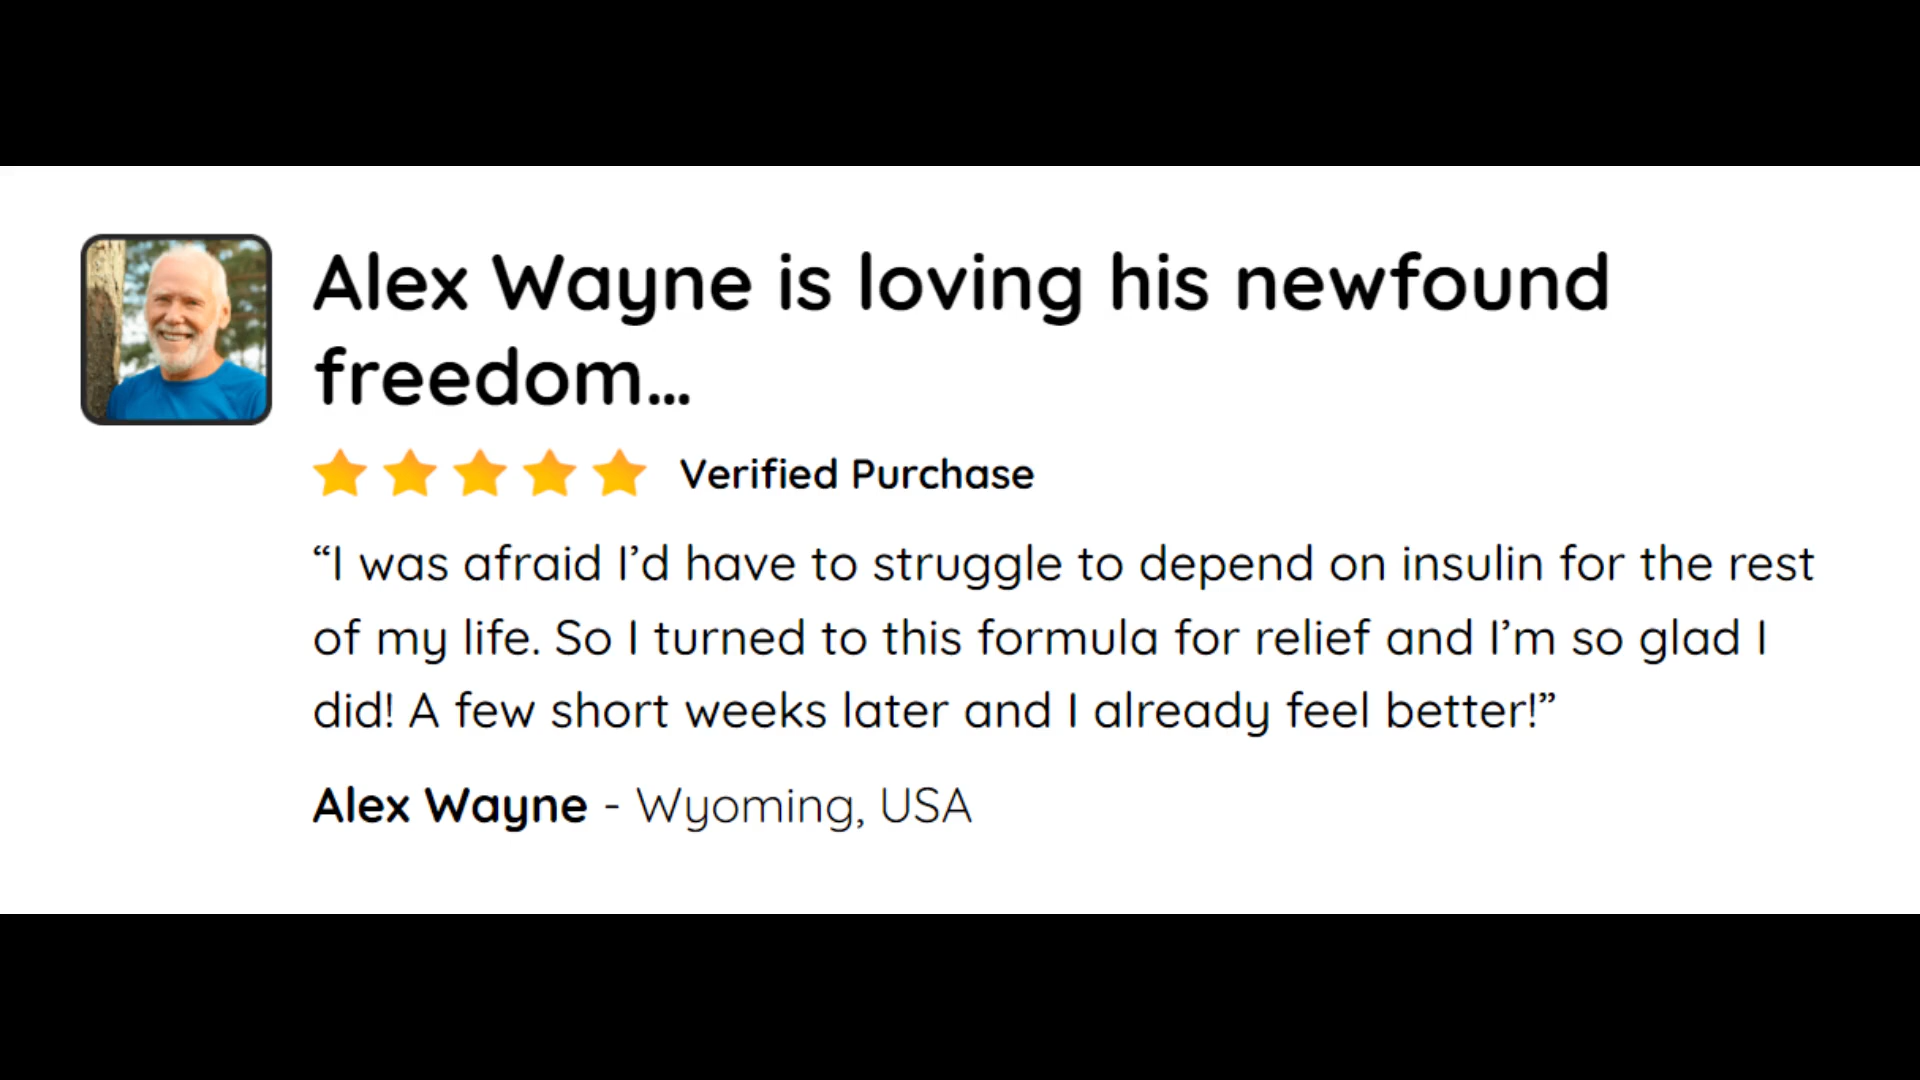 Alex Wayne is loving his newfound
freedom...
Verified Purchase
“I was afraid I’d have to struggle to depend on insulin for the rest
of my life. So I turned to this formula for relief and I’m so glad I
did! A few short weeks later and I already feel better!”
Alex Wayne - Wyoming, USA